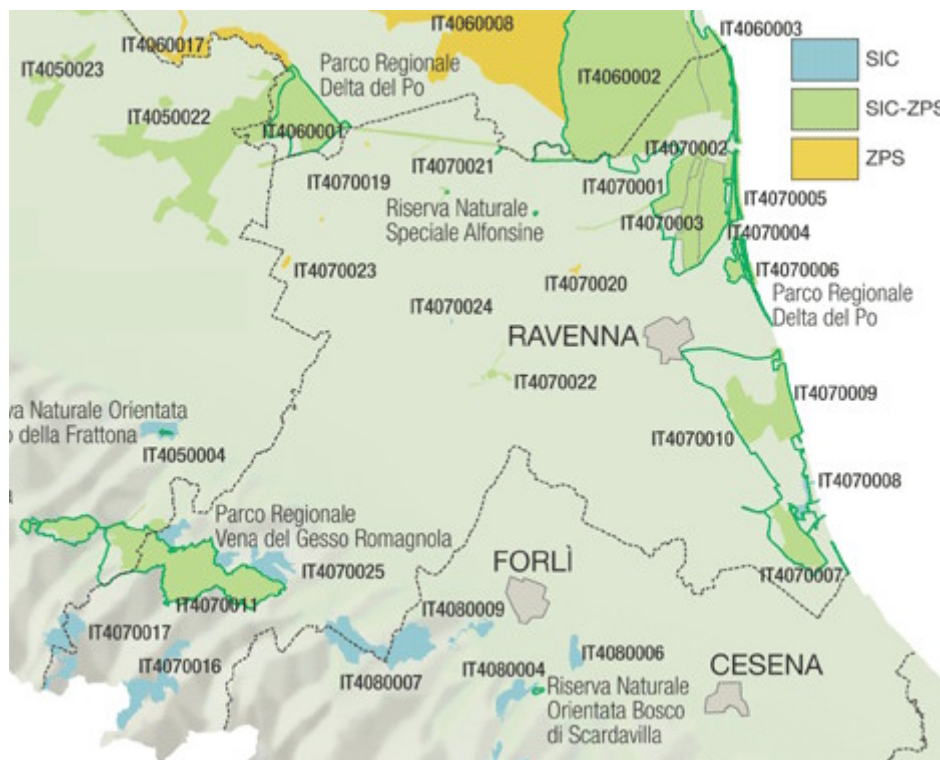 IT4060008
IT4060003
IT4060017
SIC
IT4050023
Parco Regionale
Delta del Po
IT4060002
SIC-ZPS
IT4050022
IT4060001
IT4070002
ZPS
IT4070021
IT4070019
IT4070001
IT4070005
Riserva Naturale
Speciale Alfonsine
IT4070003
IT4070004
IT4070023
IT4070020
IT4070006
Parco Regionale
Delta del Po
IT4070024
RAVENNA
IT4070022
IT4070009
va Naturale Orientata
o della Frattona
IT4070010
IT4050004
IT4070008
Parco Regionale
Vena del Gesso Romagnola
IT4070025
FORLÌ
IT4070007
IT4070011
IT4080009
IT4070017
IT4070016
IT4080007
IT4080004
IT4080006
CESENA
Riserva Naturale
Orientata Bosco
di Scardavilla